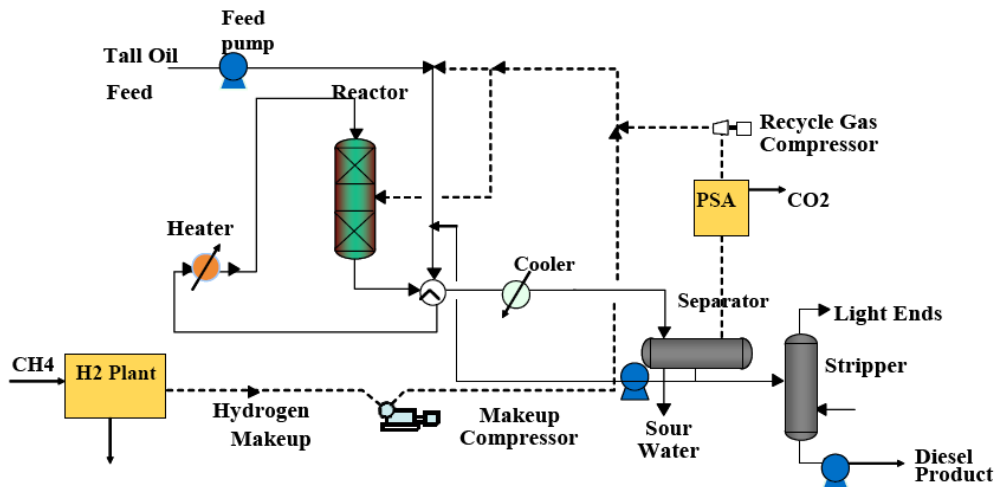 Feed
pump
Tall Oil
Feed
Reactor
Recycle Gas
Compressor
PSA
CO2
Heater
Cooler
Separator
Light Ends
CH4
H2 Plant
Stripper
Hydrogen
Makeup
Makeup
Compressor
Sour
Water
Diesel
Product